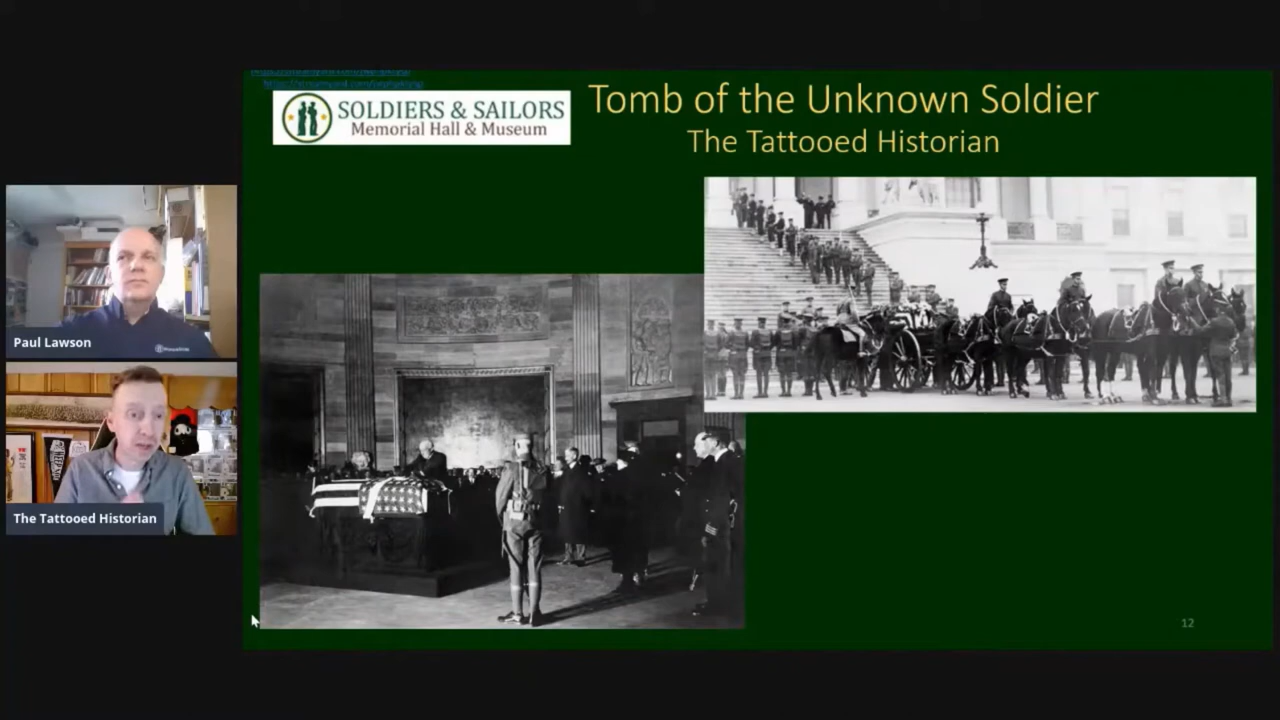 SOLDIERS & SAILORS
Memorial Hall & Museum
Tomb of the Unknown Soldier
The Tattooed Historian
Paul Lawson
The Tattooed Historian
12